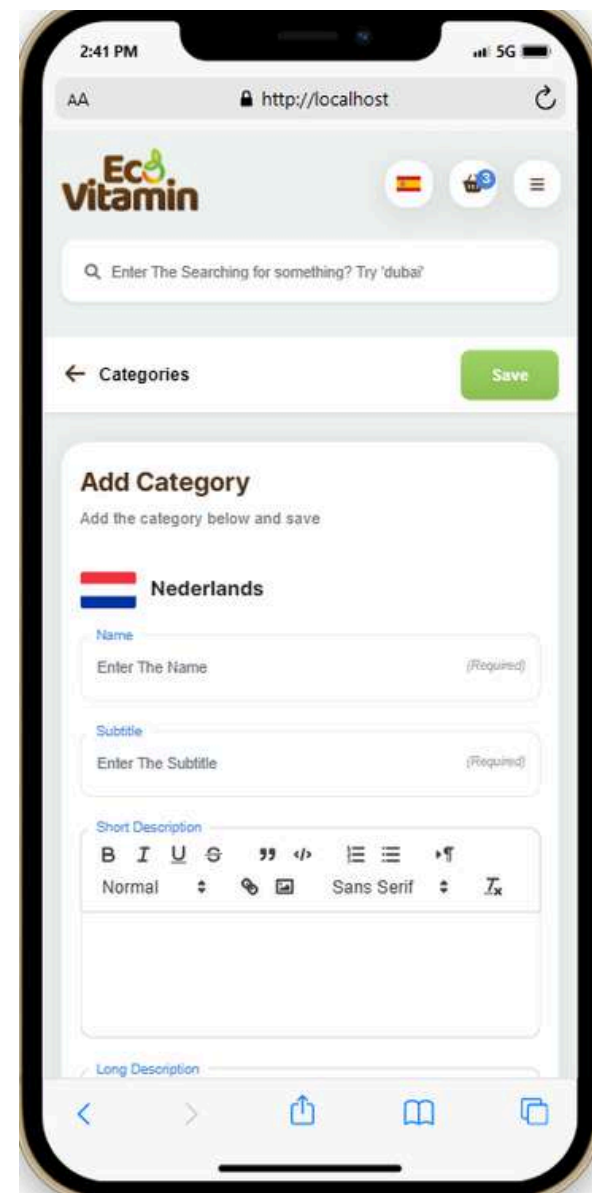 2:41 PM 5G
AA http://localhost
Eco
Vitamin
3
Enter The Searching for something? Try 'dubai'
Categories Save
Add Category
Add the category below and save
Nederlands
Name
Enter The Name (Required)
Subtitle
Enter The Subtitle (Required)
Short Description
B I U S
Normal Sans Serif
Long Description